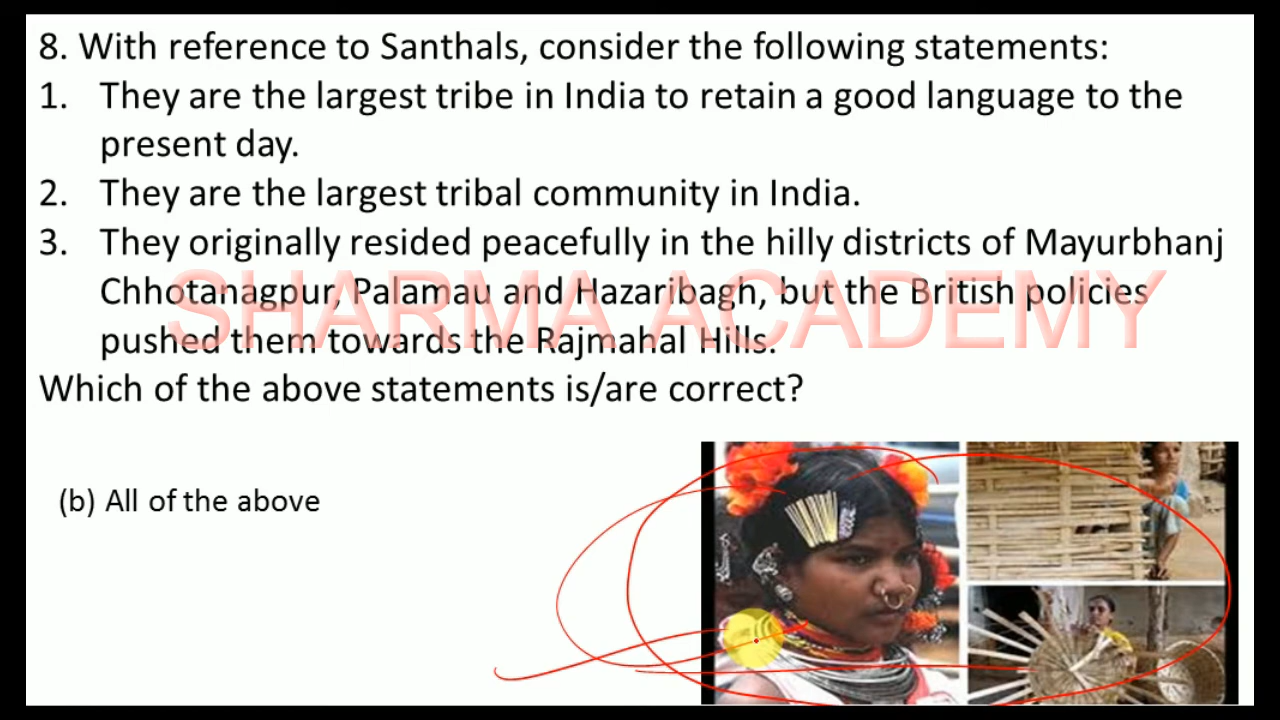 8. With reference to Santhals, consider the following statements:
1. They are the largest tribe in India to retain a good language to the
present day.
2. They are the largest tribal community in India.
3. They originally resided peacefully in the hilly districts of Mayurbhanj
Chhotanagpur, Palamau and Hazaribagh, but the British policies
pushed them towards the Rajmahal Hills.
SHARMA ACADEMY
Which of the above statements is/are correct?
(b) All of the above